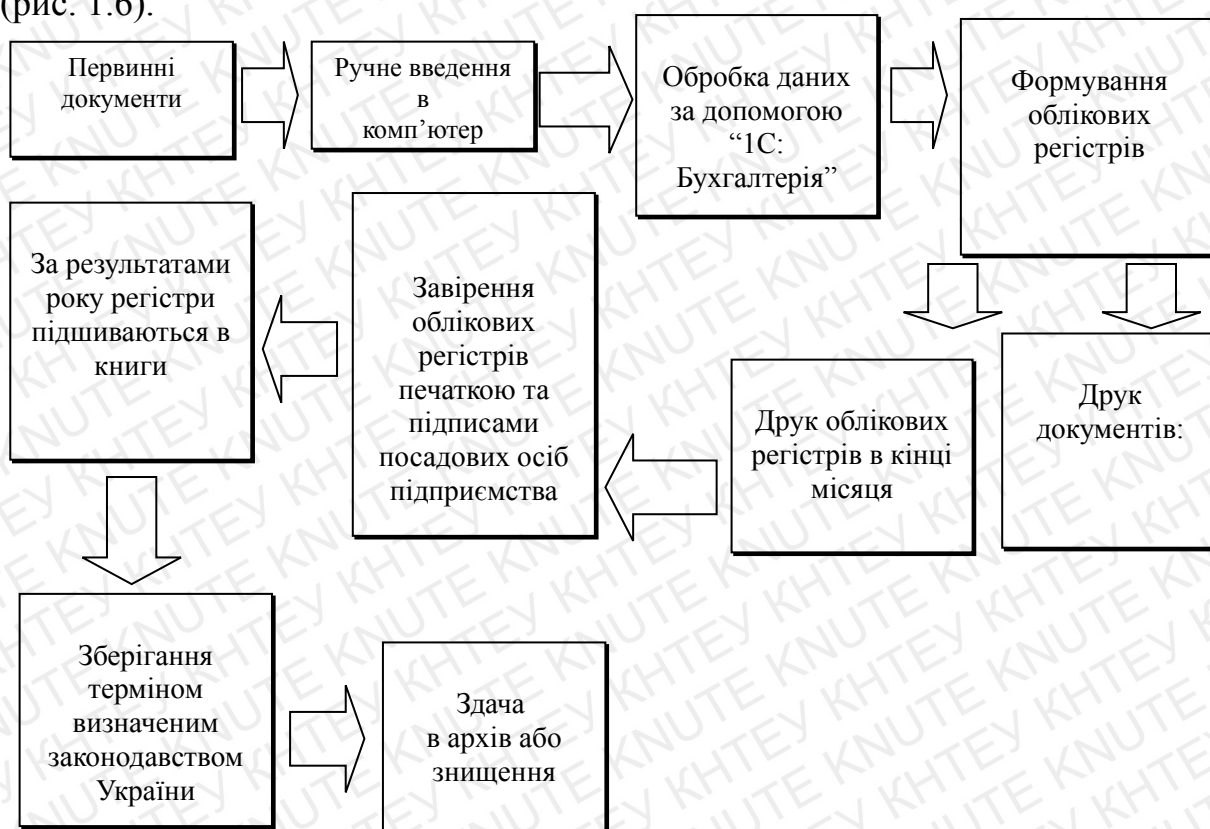 (рис. 1.6).
Первинні
документи
Ручне введення
в
комп’ютер
Обробка даних
за допомогою
“1С:
Бухгалтерія”
Формування
облікових
регістрів
За результатами
року регістри
підшиваються в
книги
Завірення
облікових
регістрів
печаткою та
підписами
посадових осіб
підприємства
Друк облікових
регістрів в кінці
місяця
Друк
документів:
Зберігання
терміном
визначеним
законодавством
України
Здача
в архів або
знищення